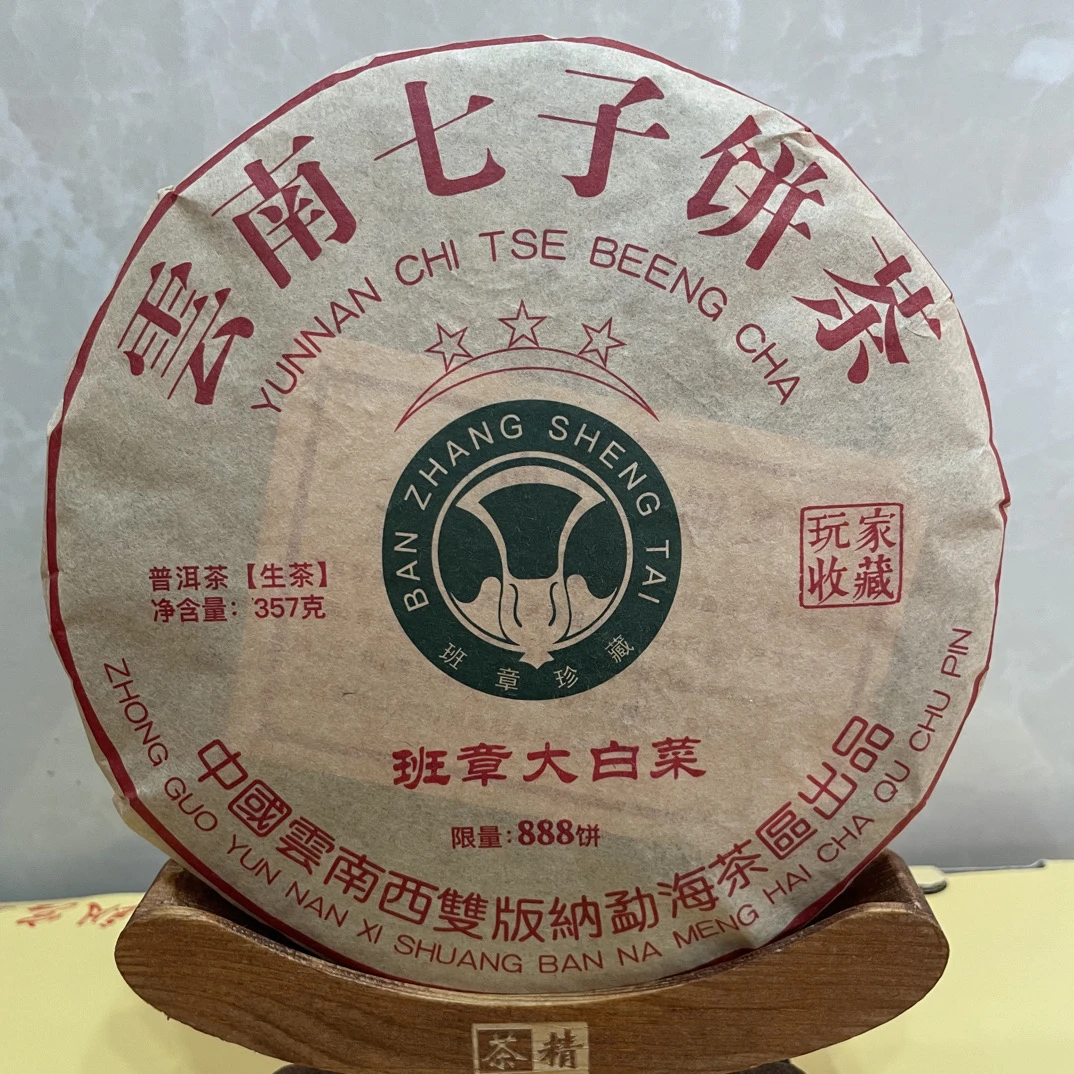 雲南七子餅茶
YUNNAN CHI TSE BEENG CHA
BAN ZHANG SHENG TAI
班章珍藏
玩家
收藏
普洱茶【生茶】
净含量：357克
班章大白菜
限量：888饼
中國雲南西雙版納勐海茶區出品
ZHONG GUO YUN NAN XI SHUANG BAN NA MENG HAI CHA QU CHU PIN
茶精